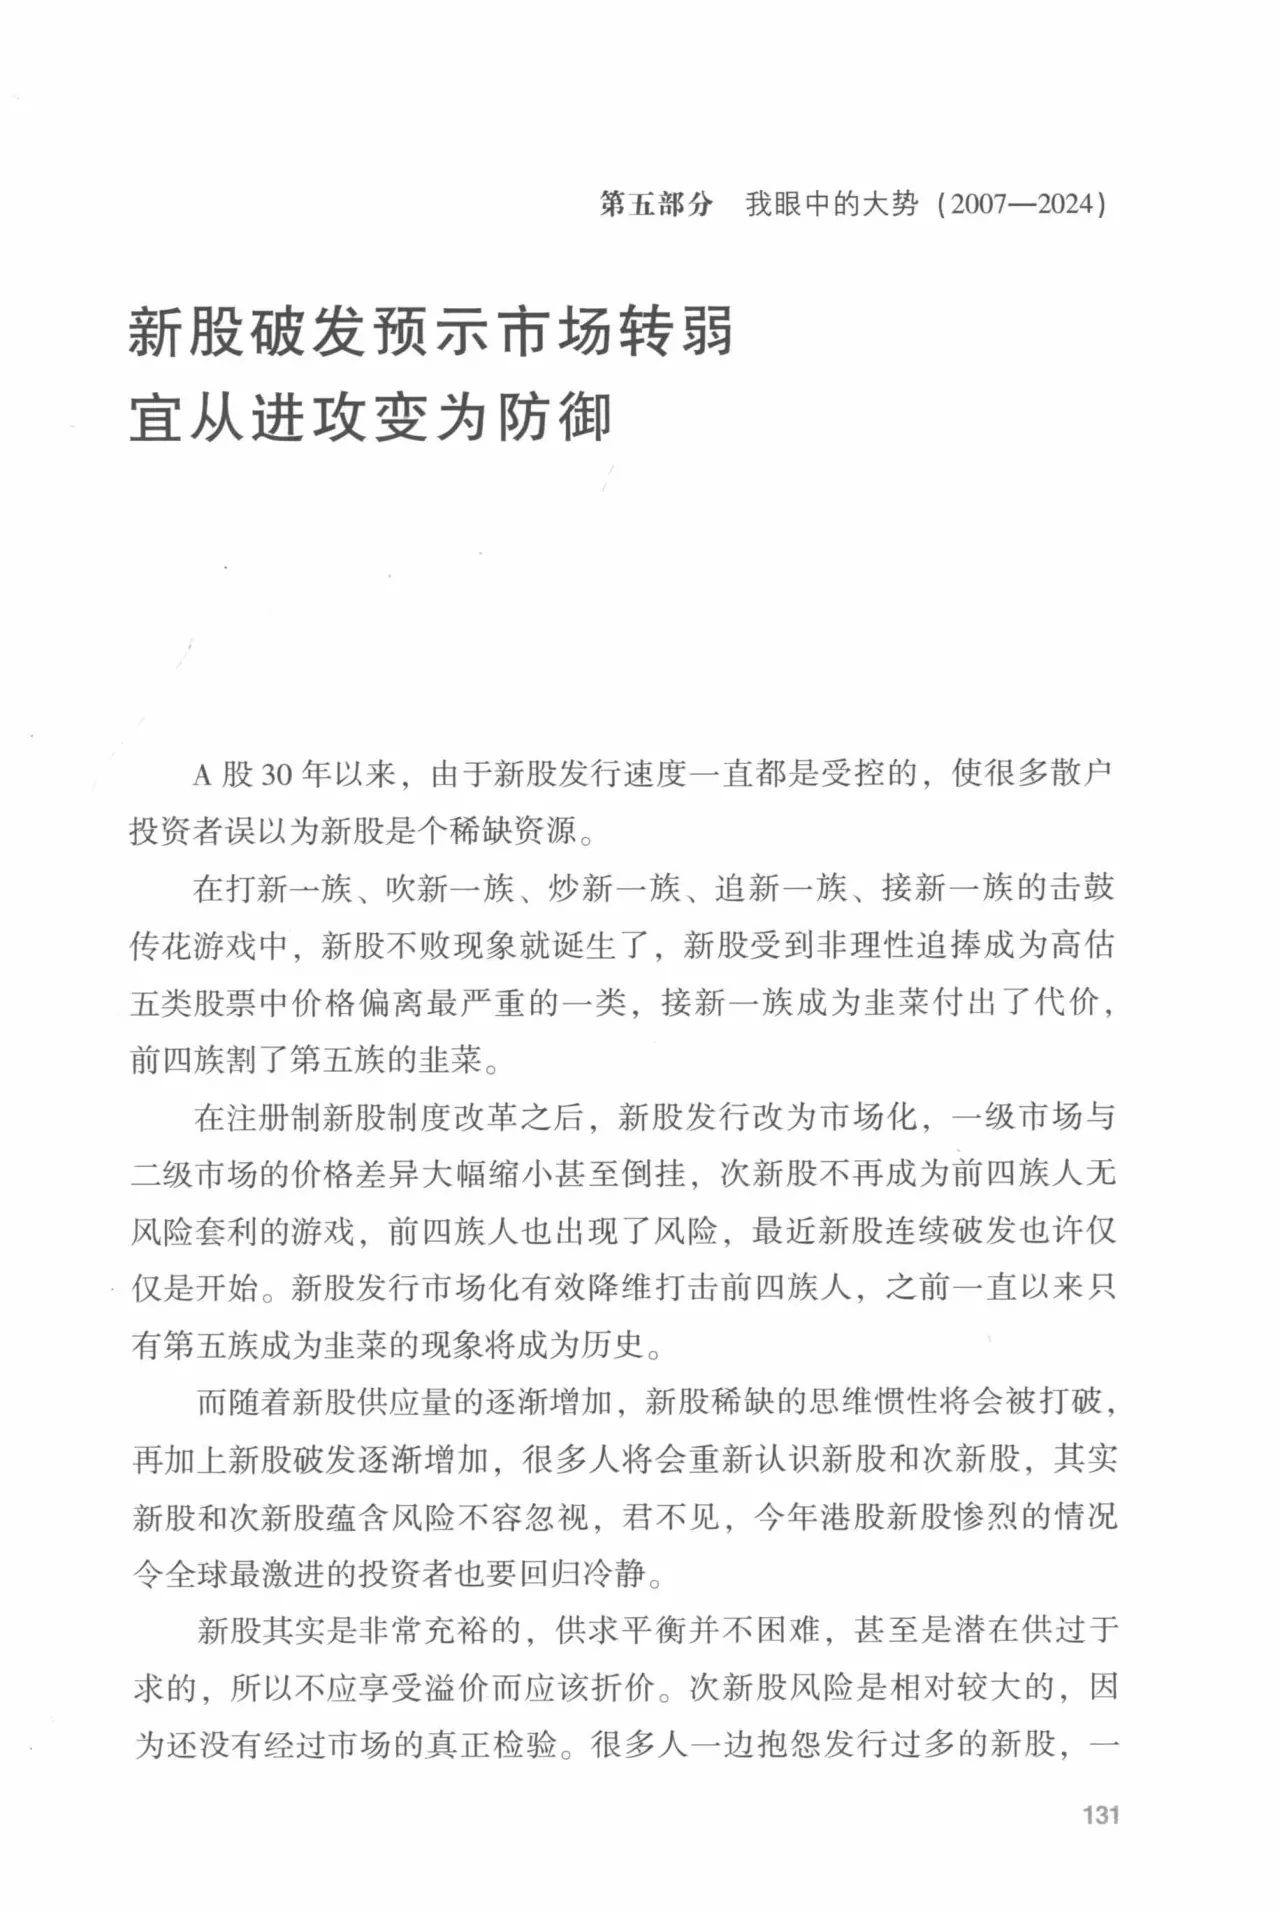 第五部分 我眼中的大势（2007—2024）
新股破发预示市场转弱
宜从进攻变为防御
A 股 30 年以来，由于新股发行速度一直都是受控的，使很多散户
投资者误以为新股是个稀缺资源。
在打新一族、吹新一族、炒新一族、追新一族、接新一族的击鼓
传花游戏中，新股不败现象就诞生了，新股受到非理性追捧成为高估
五类股票中价格偏离最严重的一类，接新一族成为韭菜付出了代价，
前四族割了第五族的韭菜。
在注册制新股制度改革之后，新股发行改为市场化，一级市场与
二级市场的价格差异大幅缩小甚至倒挂，次新股不再成为前四族人无
风险套利的游戏，前四族人也出现了风险，最近新股连续破发也许仅
仅是开始。新股发行市场化有效降维打击前四族人，之前一直以来只
有第五族成为韭菜的现象将成为历史。
而随着新股供应量的逐渐增加，新股稀缺的思维惯性将会被打破，
再加上新股破发逐渐增加，很多人将会重新认识新股和次新股，其实
新股和次新股蕴含风险不容忽视，君不见，今年港股新股惨烈的情况
令全球最激进的投资者也要回归冷静。
新股其实是非常充裕的，供求平衡并不困难，甚至是潜在供过于
求的，所以不应享受溢价而应该折价。次新股风险是相对较大的，因
为还没有经过市场的真正检验。很多人一边抱怨发行过多的新股，一
131